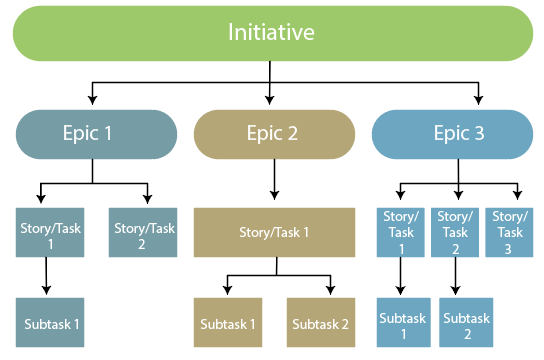 Initiative
Epic 1
Epic 2
Epic 3
Story/Task
1
Story/Task
2
Story/Task 1
Story/
Task
1
Story/
Task
2
Story/
Task
3
Subtask 1
Subtask 1
Subtask 2
Subtask
1
Subtask
2